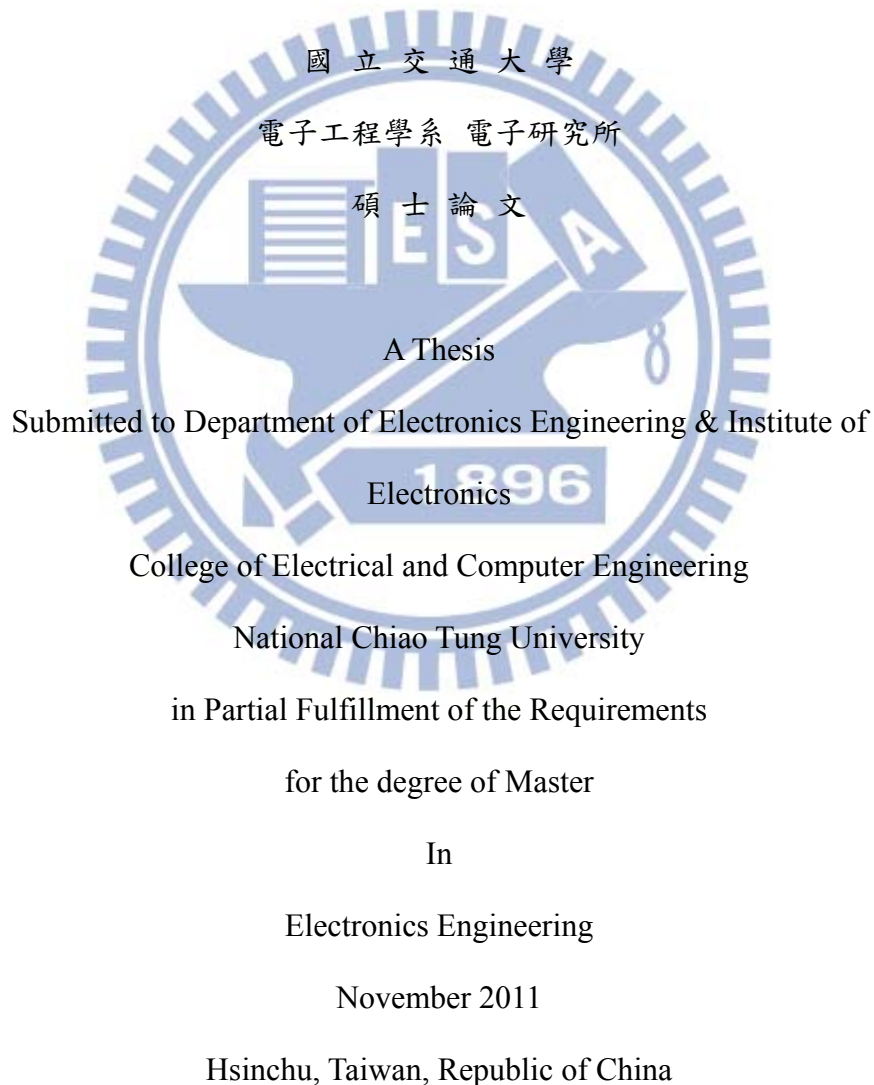 國 立 交 通 大 學
電子工程學系 電子研究所
碩 士 論 文
E S A
A Thesis
Submitted to Department of Electronics Engineering & Institute of
1896
Electronics
College of Electrical and Computer Engineering
National Chiao Tung University
in Partial Fulfillment of the Requirements
for the degree of Master
In
Electronics Engineering
November 2011
Hsinchu, Taiwan, Republic of China